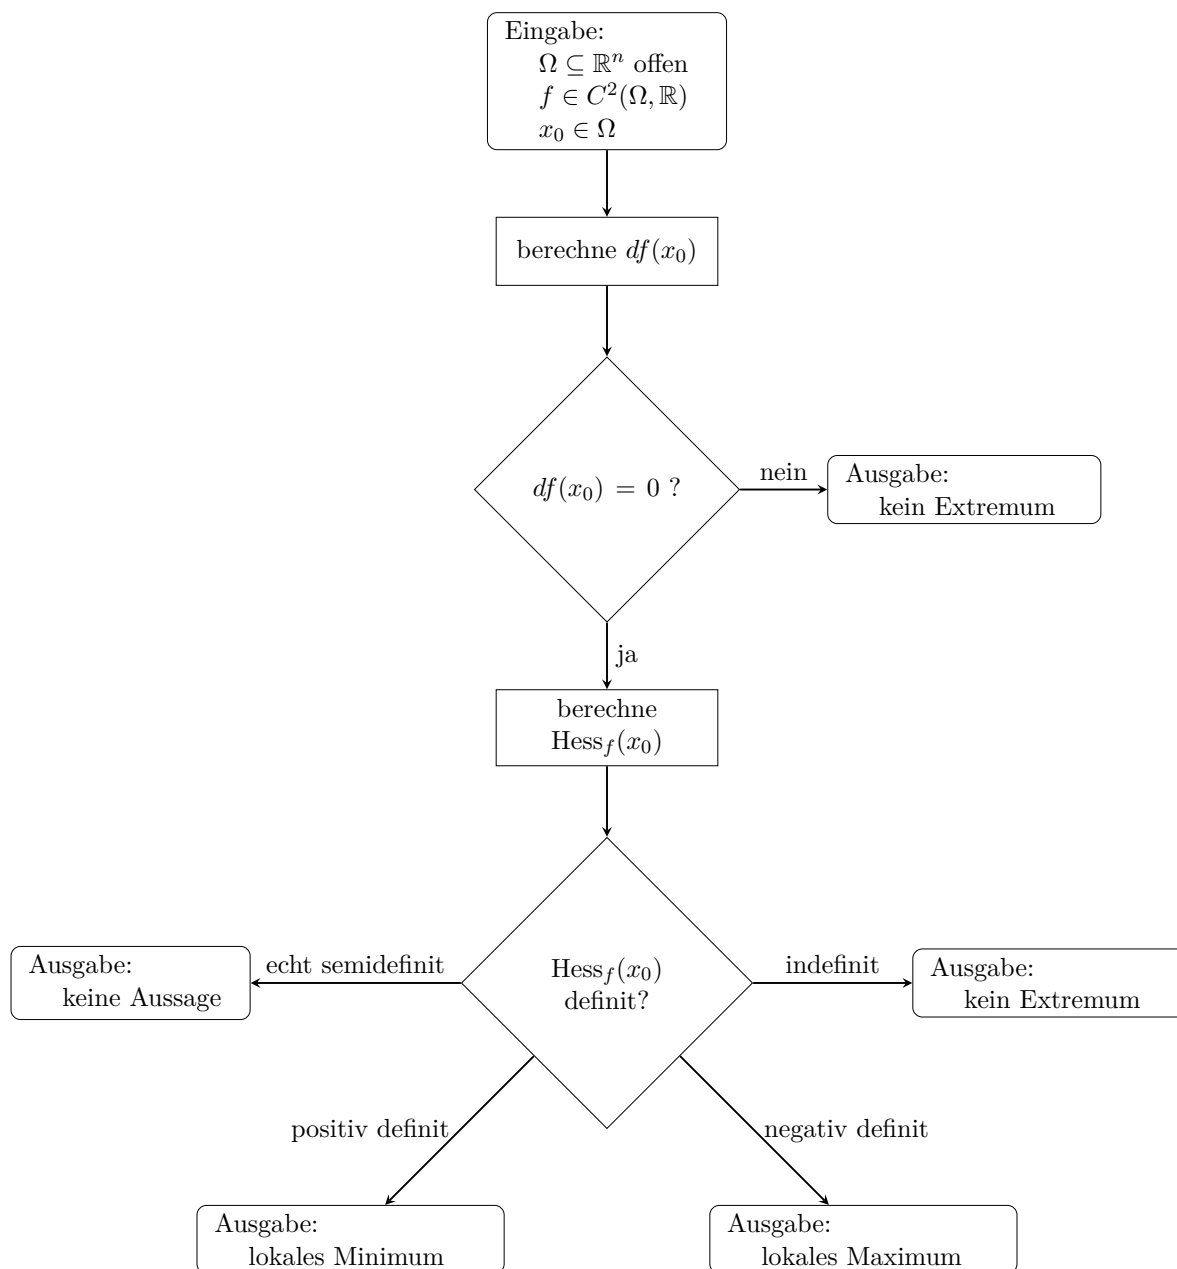 Eingabe:
Ω ⊆ ℝⁿ offen
f ∈ C²(Ω, ℝ)
x₀ ∈ Ω
berechne df(x₀)
df(x₀) = 0 ?
nein
Ausgabe:
kein Extremum
ja
berechne
Hess_f(x₀)
Ausgabe:
keine Aussage
echt semidefinit
Hess_f(x₀)
definit?
indefinit
Ausgabe:
kein Extremum
positiv definit
negativ definit
Ausgabe:
lokales Minimum
Ausgabe:
lokales Maximum